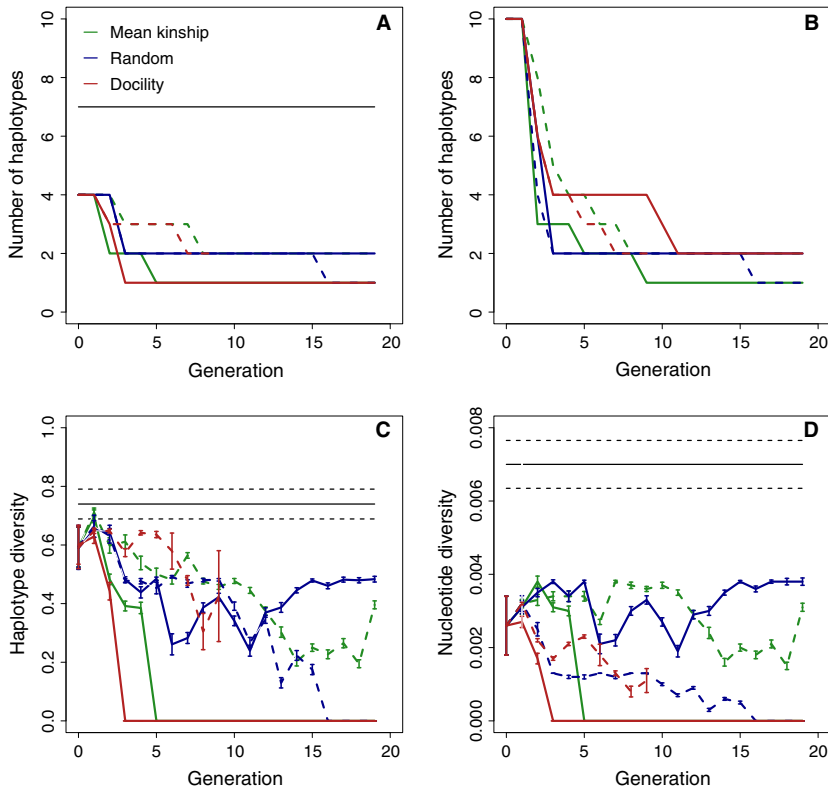 A
Mean kinship
Random
Docility
Number of haplotypes
0 2 4 6 8 10
0 5 10 15 20
Generation
B
Number of haplotypes
0 2 4 6 8 10
0 5 10 15 20
Generation
C
Haplotype diversity
0.0 0.2 0.4 0.6 0.8 1.0
0 5 10 15 20
Generation
D
Nucleotide diversity
0.000 0.002 0.004 0.006 0.008
0 5 10 15 20
Generation